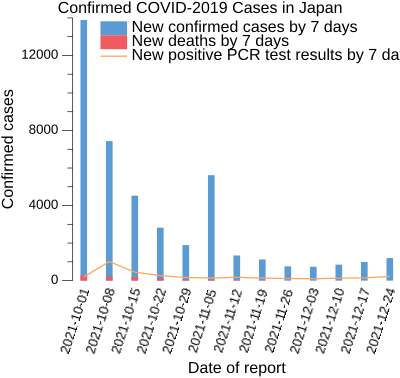 Confirmed COVID-2019 Cases in Japan
New confirmed cases by 7 days
New deaths by 7 days
New positive PCR test results by 7 da
12000
8000
4000
0
Confirmed cases
2021-10-01
2021-10-08
2021-10-15
2021-10-22
2021-10-29
2021-11-05
2021-11-12
2021-11-19
2021-11-26
2021-12-03
2021-12-10
2021-12-17
2021-12-24
Date of report